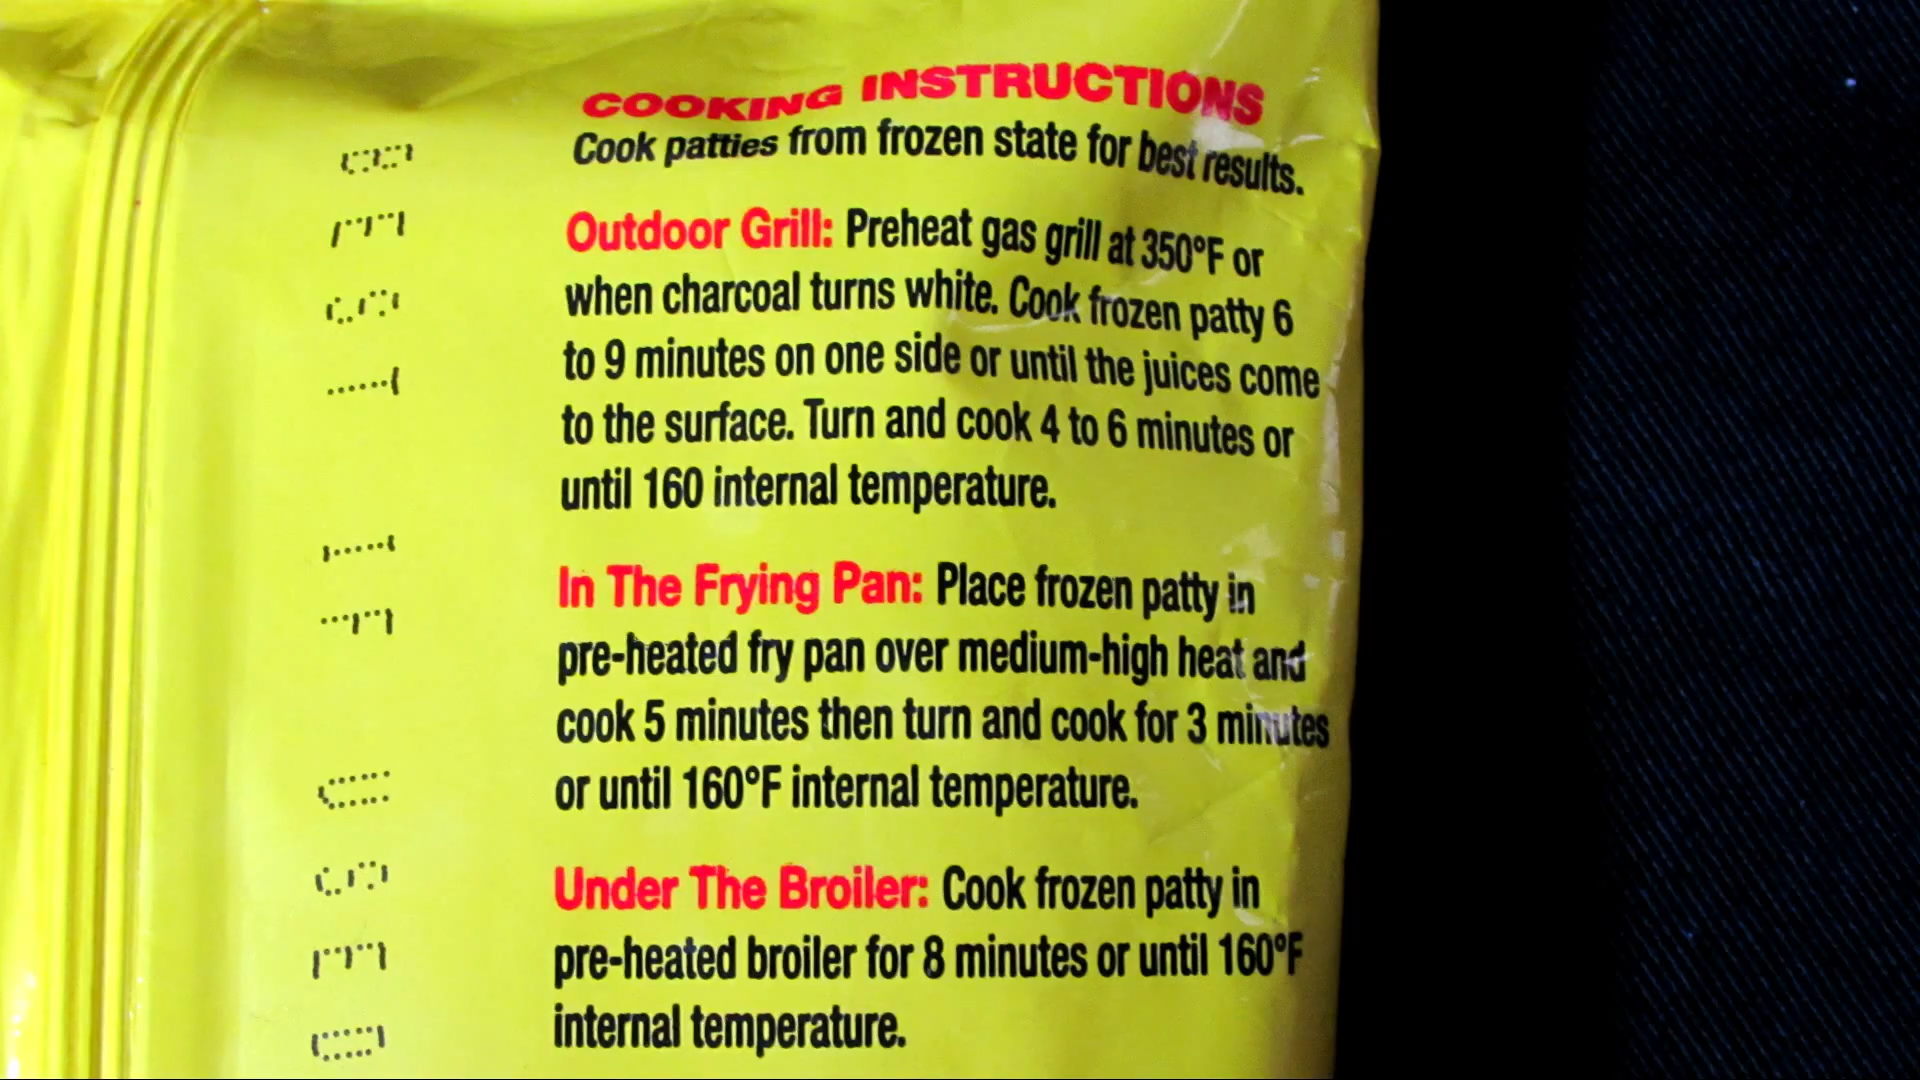 COOKING INSTRUCTIONS
Cook patties from frozen state for best results.
Outdoor Grill: Preheat gas grill at 350°F or
when charcoal turns white. Cook frozen patty 6
to 9 minutes on one side or until the juices come
to the surface. Turn and cook 4 to 6 minutes or
until 160 internal temperature.
In The Frying Pan: Place frozen patty in
pre-heated fry pan over medium-high heat and
cook 5 minutes then turn and cook for 3 minutes
or until 160°F internal temperature.
Under The Broiler: Cook frozen patty in
pre-heated broiler for 8 minutes or until 160°F
internal temperature.